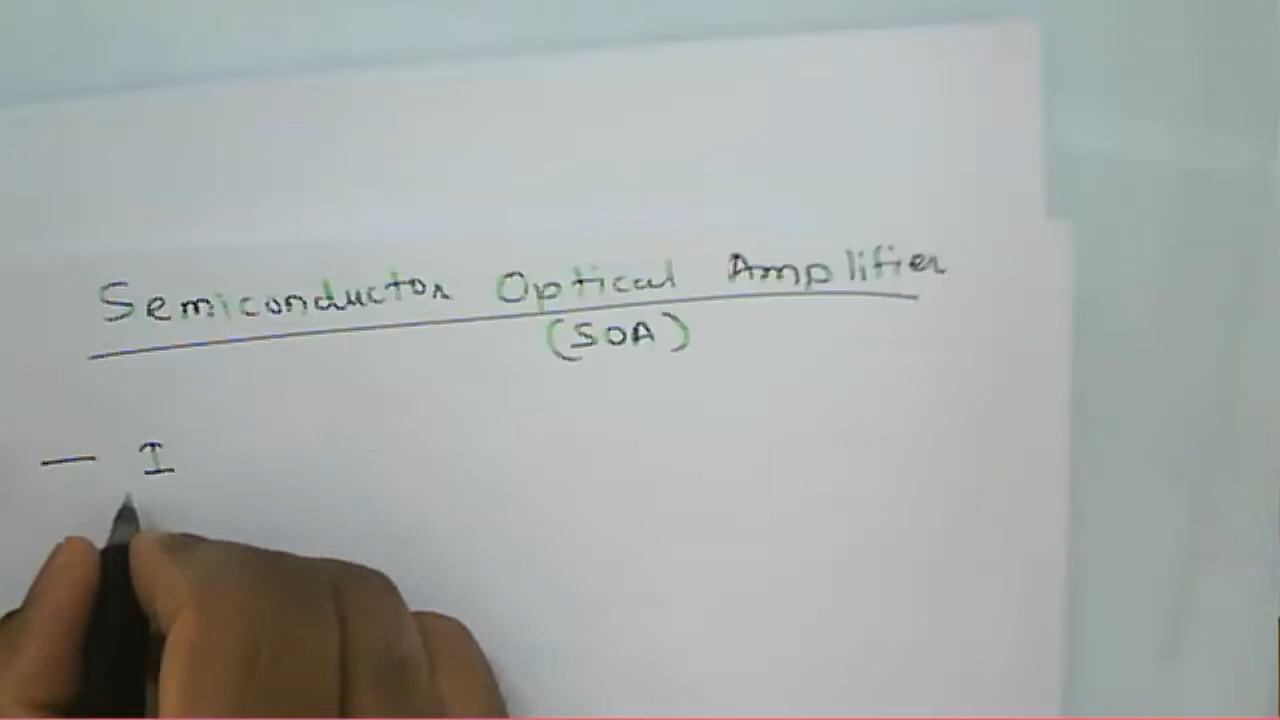 Semiconductor Optical Amplifier
(SOA)
— I